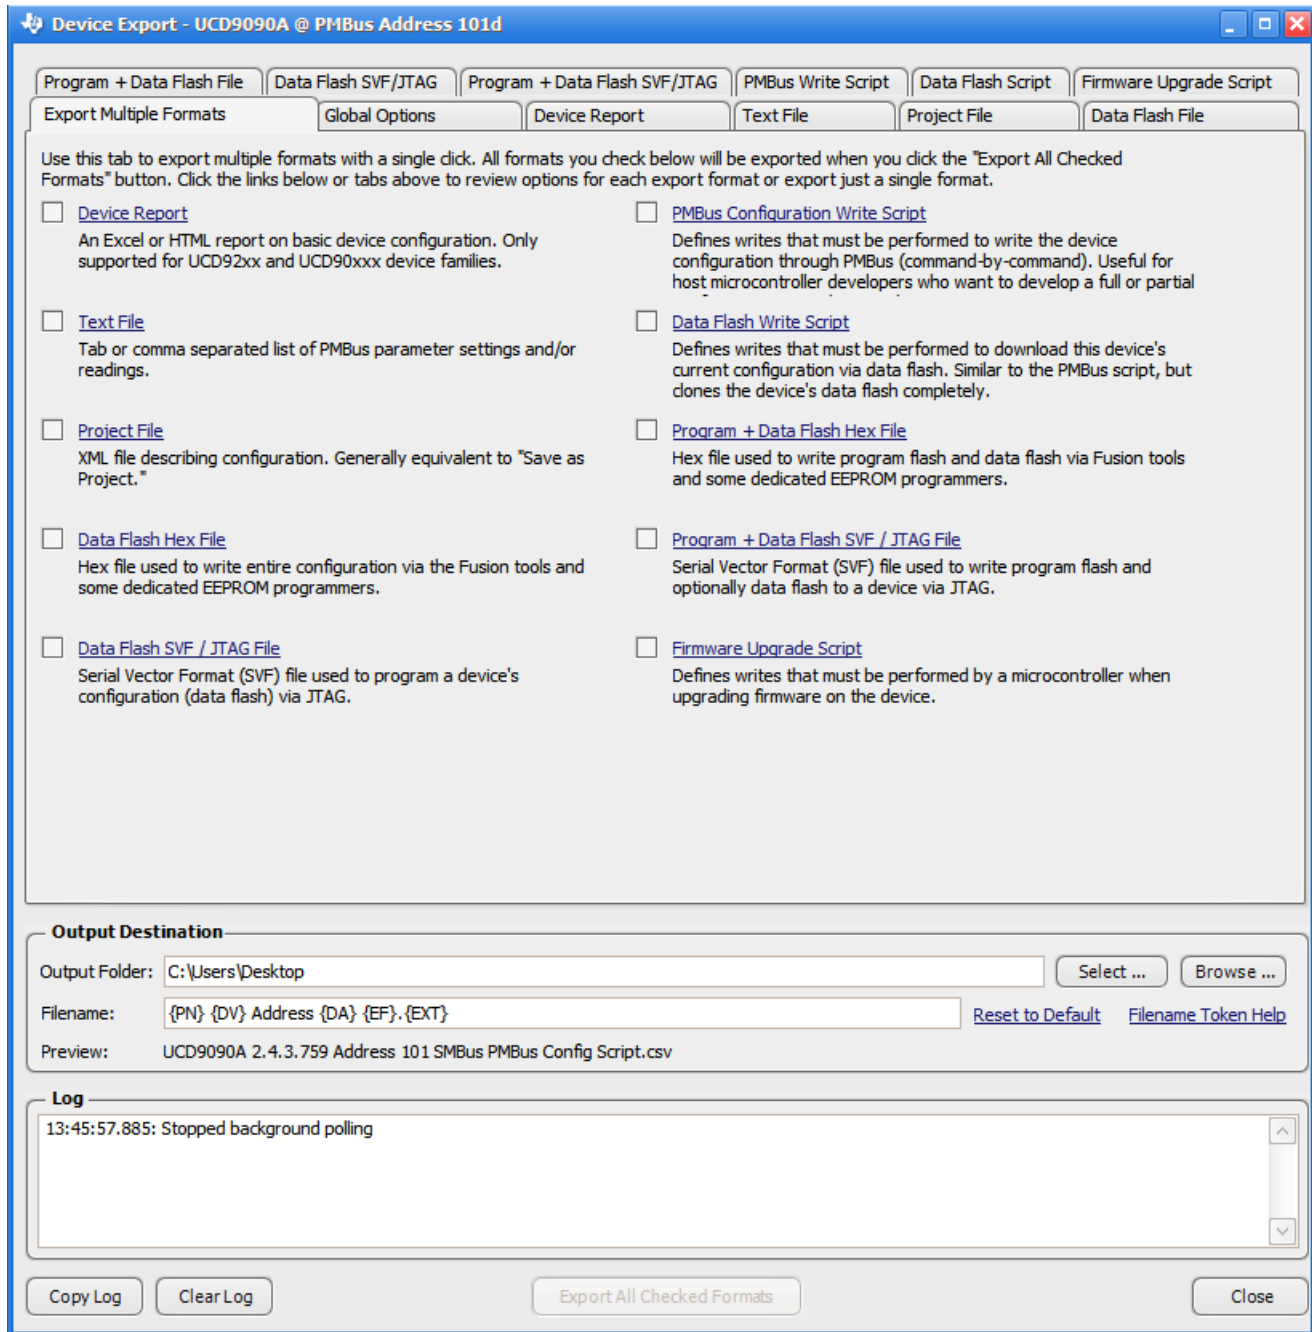 Device Export - UCD9090A @ PMBus Address 101d
Program + Data Flash File
Data Flash SVF/JTAG
Program + Data Flash SVF/JTAG
PMBus Write Script
Data Flash Script
Firmware Upgrade Script
Export Multiple Formats
Global Options
Device Report
Text File
Project File
Data Flash File
Use this tab to export multiple formats with a single click. All formats you check below will be exported when you click the "Export All Checked
Formats" button. Click the links below or tabs above to review options for each export format or export just a single format.
Device Report
An Excel or HTML report on basic device configuration. Only
supported for UCD92xx and UCD90xxx device families.
Text File
Tab or comma separated list of PMBus parameter settings and/or
readings.
Project File
XML file describing configuration. Generally equivalent to "Save as
Project."
Data Flash Hex File
Hex file used to write entire configuration via the Fusion tools and
some dedicated EEPROM programmers.
Data Flash SVF / JTAG File
Serial Vector Format (SVF) file used to program a device's
configuration (data flash) via JTAG.
PMBus Configuration Write Script
Defines writes that must be performed to write the device
configuration through PMBus (command-by-command). Useful for
host microcontroller developers who want to develop a full or partial
Data Flash Write Script
Defines writes that must be performed to download this device's
current configuration via data flash. Similar to the PMBus script, but
clones the device's data flash completely.
Program + Data Flash Hex File
Hex file used to write program flash and data flash via Fusion tools
and some dedicated EEPROM programmers.
Program + Data Flash SVF / JTAG File
Serial Vector Format (SVF) file used to write program flash and
optionally data flash to a device via JTAG.
Firmware Upgrade Script
Defines writes that must be performed by a microcontroller when
upgrading firmware on the device.
Output Destination
Output Folder: C:\Users\Desktop
Select ...
Browse ...
Filename: {PN} {DV} Address {DA} {EF}.{EXT}
Reset to Default
Filename Token Help
Preview: UCD9090A 2.4.3.759 Address 101 SMBus PMBus Config Script.csv
Log
13:45:57.885: Stopped background polling
Copy Log
Clear Log
Export All Checked Formats
Close